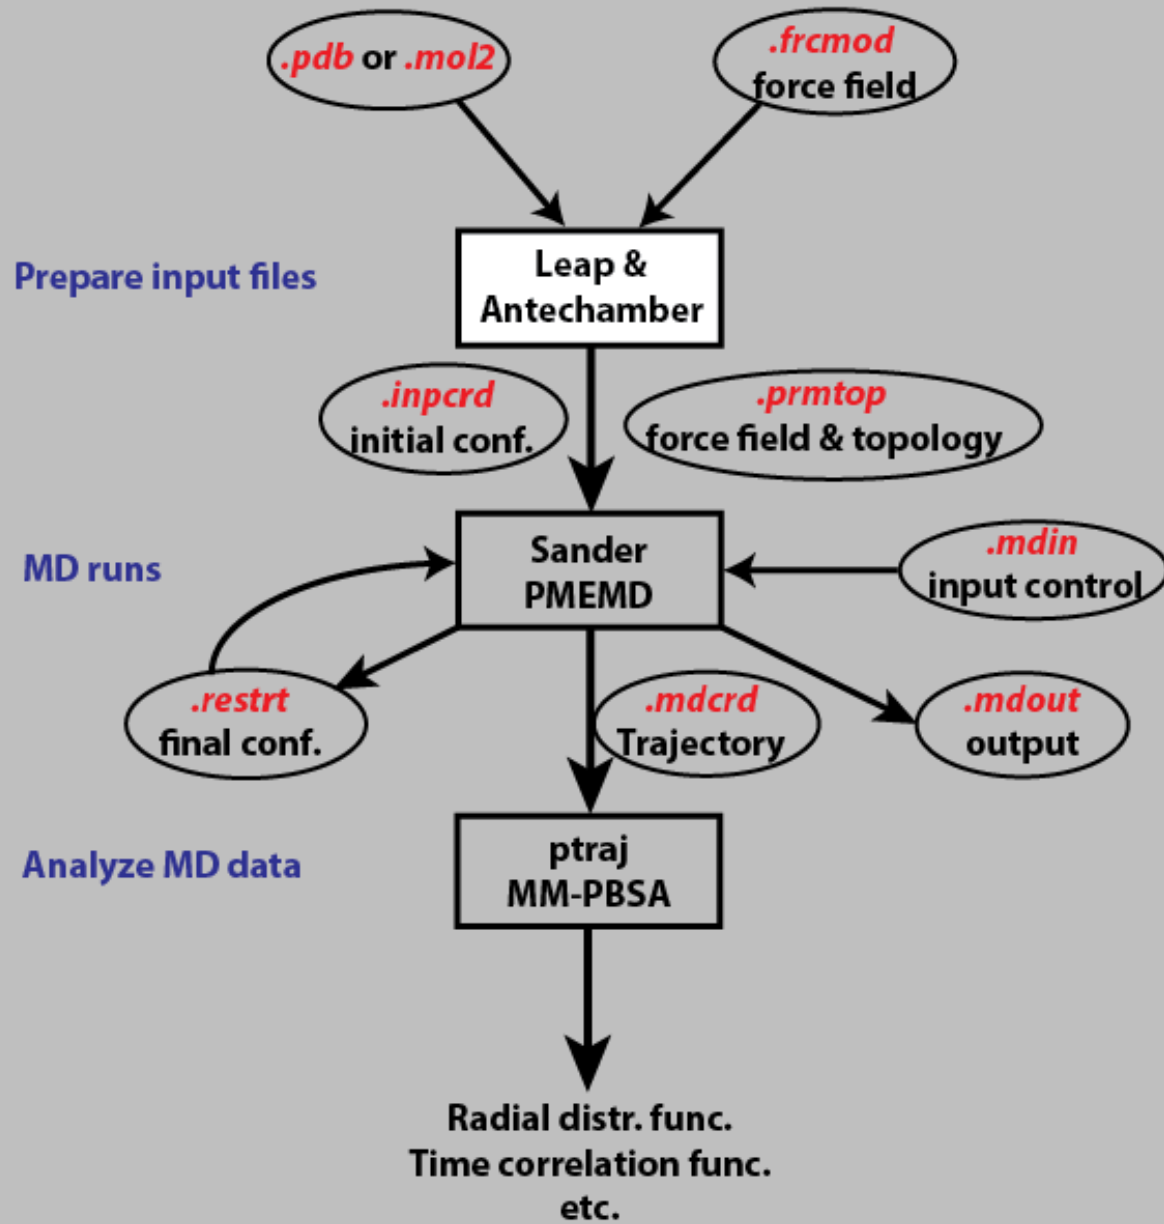 .pdb or .mol2
.frcmod
force field
Prepare input files
Leap &
Antechamber
.inpcrd
initial conf.
.prmtop
force field & topology
MD runs
Sander
PMEMD
.mdin
input control
.restrt
final conf.
.mdcrd
Trajectory
.mdout
output
Analyze MD data
ptraj
MM-PBSA
Radial distr. func.
Time correlation func.
etc.